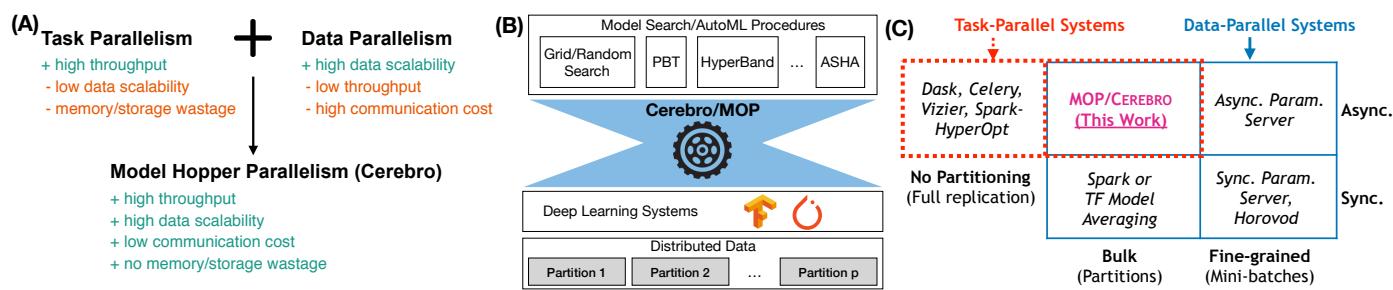 (A)
Task Parallelism
+ high throughput
- low data scalability
- memory/storage wastage
+
Data Parallelism
+ high data scalability
- low throughput
- high communication cost
Model Hopper Parallelism (Cerebro)
+ high throughput
+ high data scalability
+ low communication cost
+ no memory/storage wastage
(B)
Model Search/AutoML Procedures
Grid/Random
Search
PBT
HyperBand
...
ASHA
Cerebro/MOP
Deep Learning Systems
Distributed Data
Partition 1
Partition 2
...
Partition p
(C)
Task-Parallel Systems
Data-Parallel Systems
Dask, Celery,
Vizier, Spark-
HyperOpt
MOP/CEREBRO
(This Work)
Async. Param.
Server
Async.
No Partitioning
(Full replication)
Spark or
TF Model
Averaging
Sync. Param.
Server,
Horovod
Sync.
Bulk
(Partitions)
Fine-grained
(Mini-batches)